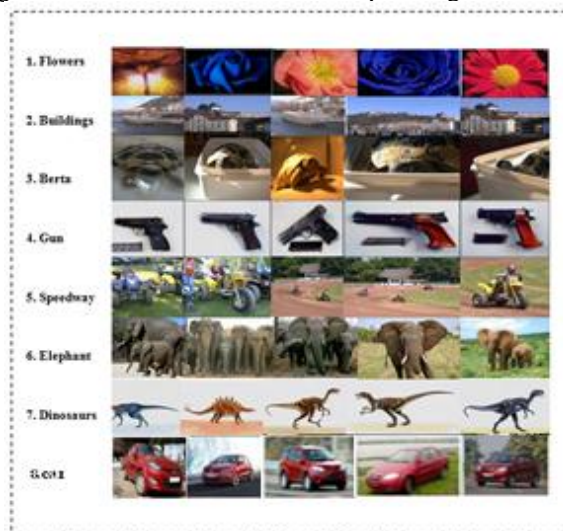 1. Flowers
2. Buildings
3. Berta
4. Gun
5. Speedway
6. Elephant
7. Dinosaurs